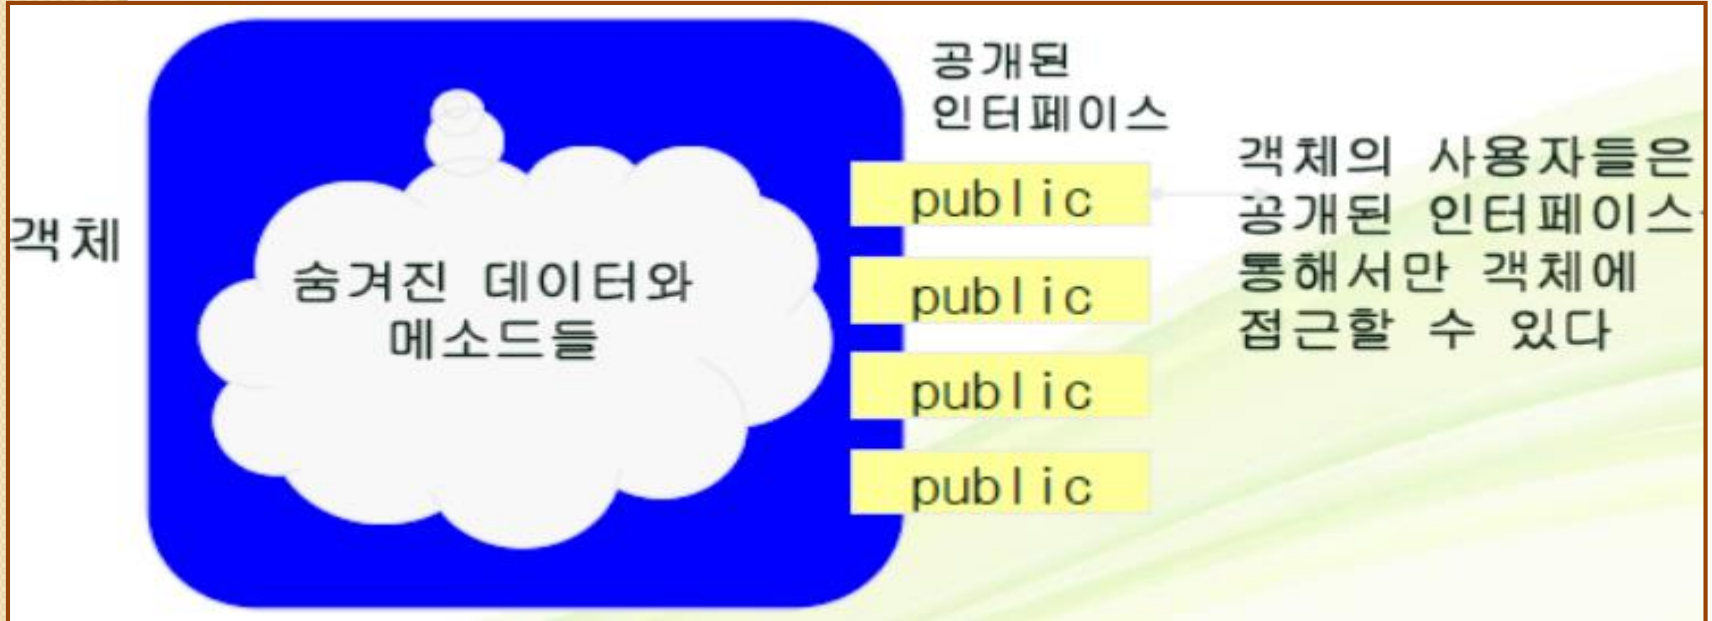 공개된
인터페이스
객체
숨겨진 데이터와
메소드들
public
public
public
public
객체의 사용자들은
공개된 인터페이스
통해서만 객체에
접근할 수 있다